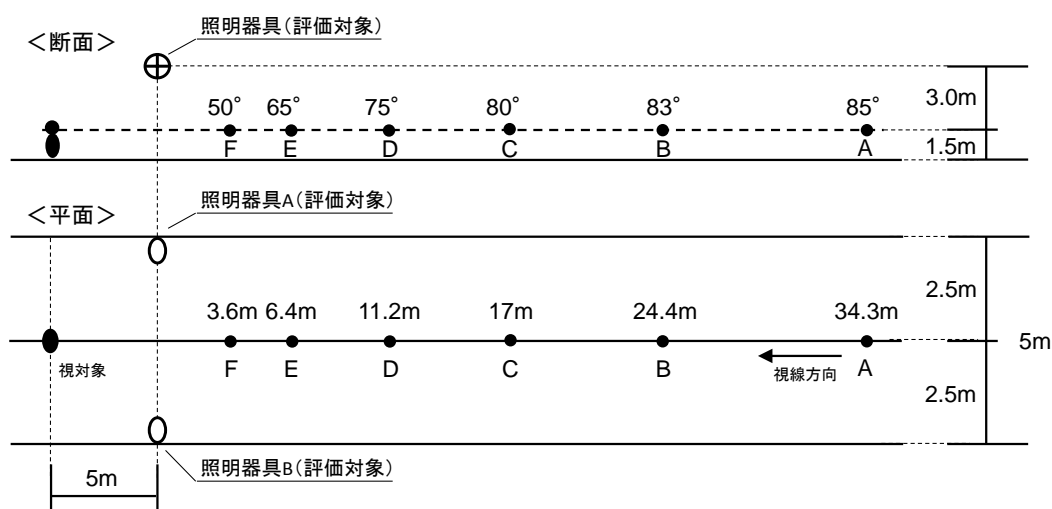 照明器具(評価対象)
<断面>
50° 65° 75° 80° 83° 85°
3.0m
F E D C B A
1.5m
照明器具A(評価対象)
<平面>
2.5m
3.6m 6.4m 11.2m 17m 24.4m 34.3m
5m
視対象 F E D C B 視線方向 A
2.5m
照明器具B(評価対象)
5m